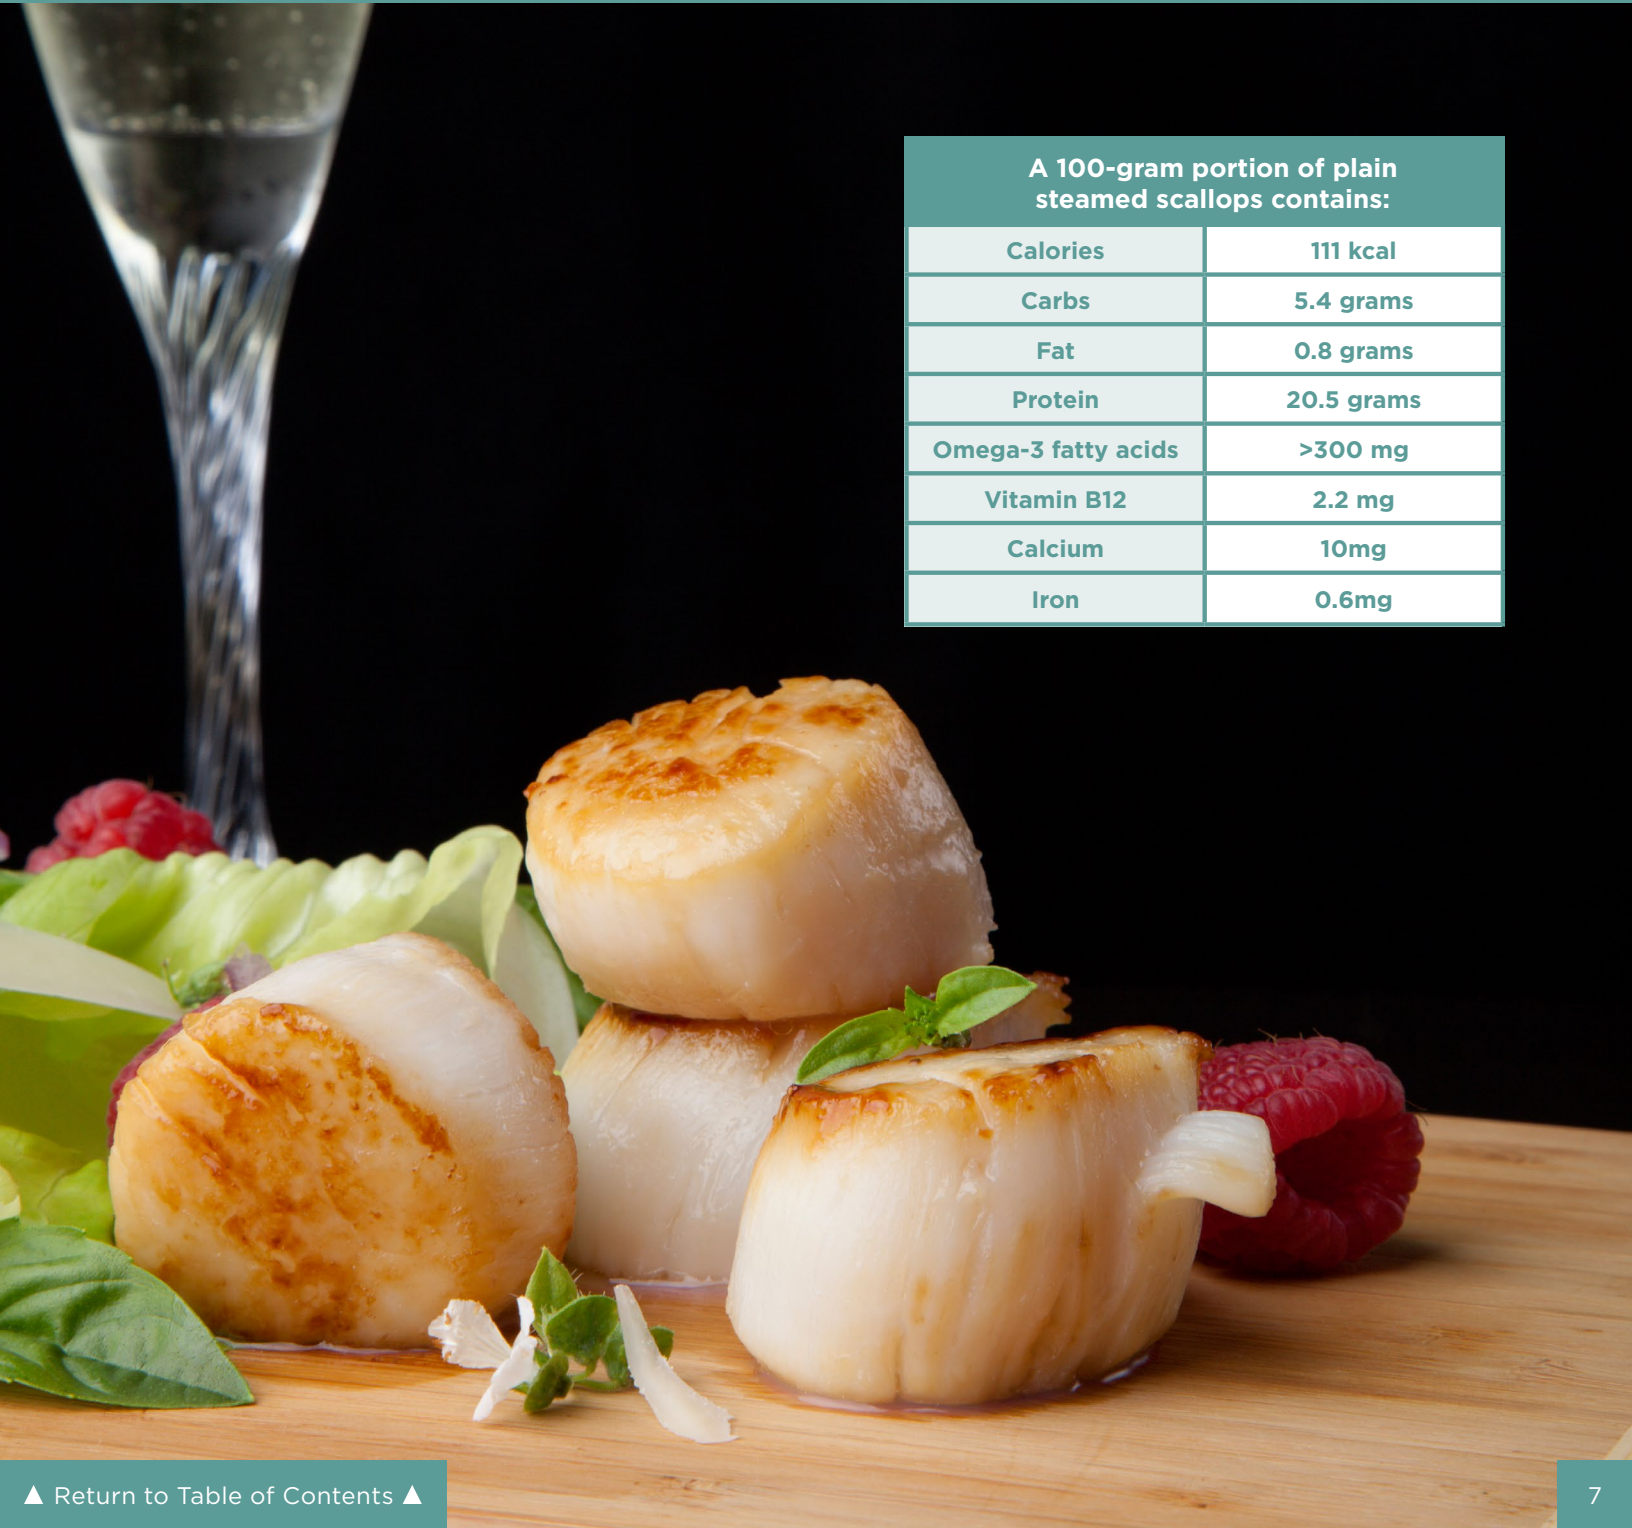 A 100-gram portion of plain
steamed scallops contains:
Calories 111 kcal
Carbs 5.4 grams
Fat 0.8 grams
Protein 20.5 grams
Omega-3 fatty acids >300 mg
Vitamin B12 2.2 mg
Calcium 10mg
Iron 0.6mg
▲ Return to Table of Contents ▲
7